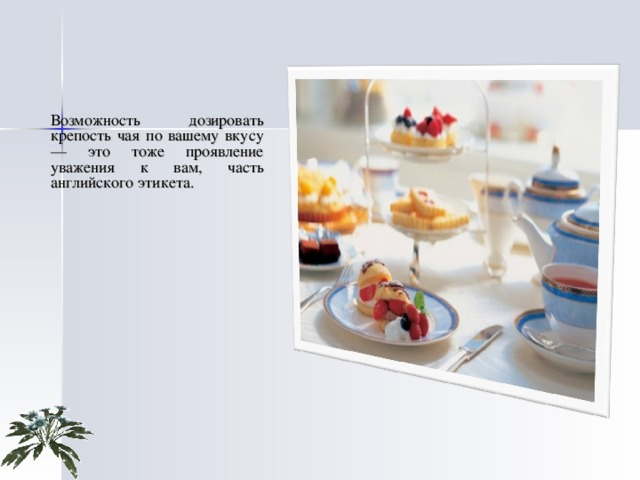 Возможность дозировать
крепость чая по вашему вкусу
— это тоже проявление
уважения к вам, часть
английского этикета.